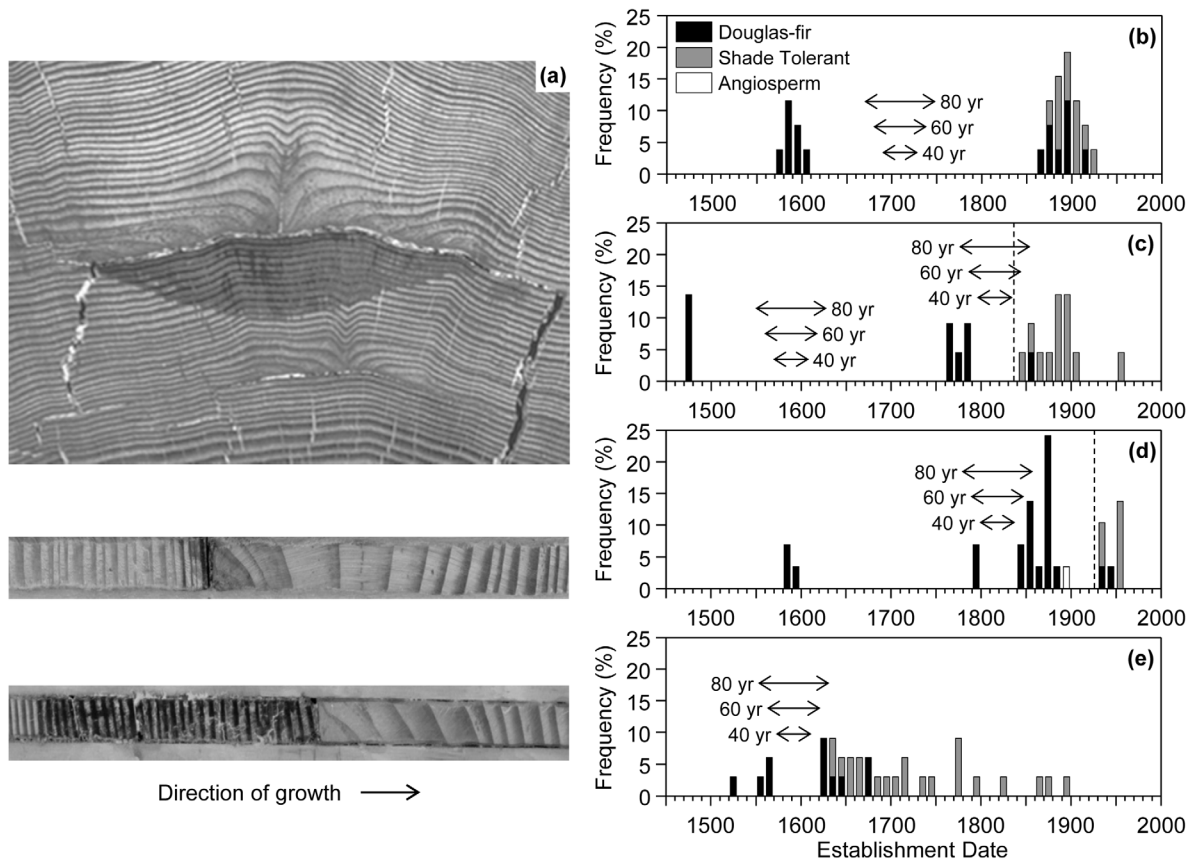 (a)
Direction of growth
(b)
Douglas-fir
Shade Tolerant
Angiosperm
80 yr
60 yr
40 yr
Frequency (%)
25
20
15
10
5
0
1500 1600 1700 1800 1900 2000
(c)
80 yr
60 yr
40 yr
80 yr
60 yr
40 yr
Frequency (%)
25
20
15
10
5
0
1500 1600 1700 1800 1900 2000
(d)
80 yr
60 yr
40 yr
Frequency (%)
25
20
15
10
5
0
1500 1600 1700 1800 1900 2000
(e)
80 yr
60 yr
40 yr
Frequency (%)
25
20
15
10
5
0
1500 1600 1700 1800 1900 2000
Establishment Date